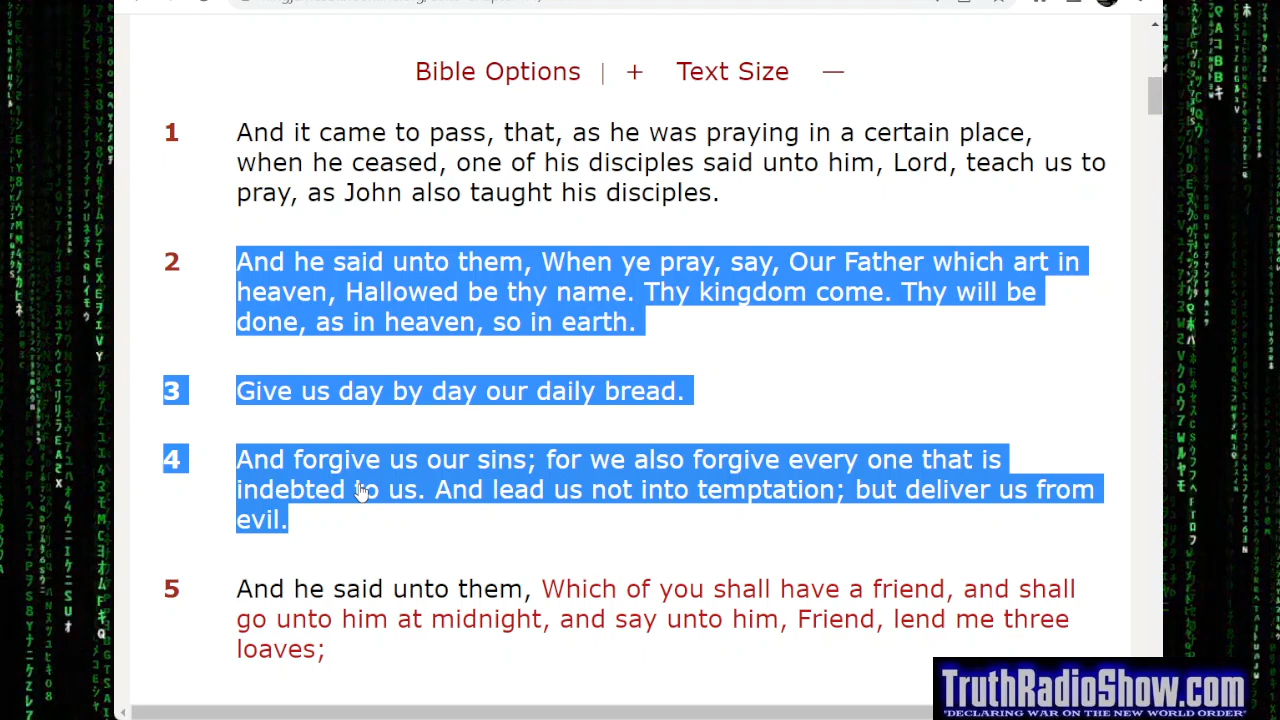 Bible Options | + Text Size —
1 And it came to pass, that, as he was praying in a certain place,
when he ceased, one of his disciples said unto him, Lord, teach us to
pray, as John also taught his disciples.
2 And he said unto them, When ye pray, say, Our Father which art in
heaven, Hallowed be thy name. Thy kingdom come. Thy will be
done, as in heaven, so in earth.
3 Give us day by day our daily bread.
4 And forgive us our sins; for we also forgive every one that is
indebted to us. And lead us not into temptation; but deliver us from
evil.
5 And he said unto them, Which of you shall have a friend, and shall
go unto him at midnight, and say unto him, Friend, lend me three
loaves;
TruthRadioShow.com
"DECLARING WAR ON THE NEW WORLD ORDER"